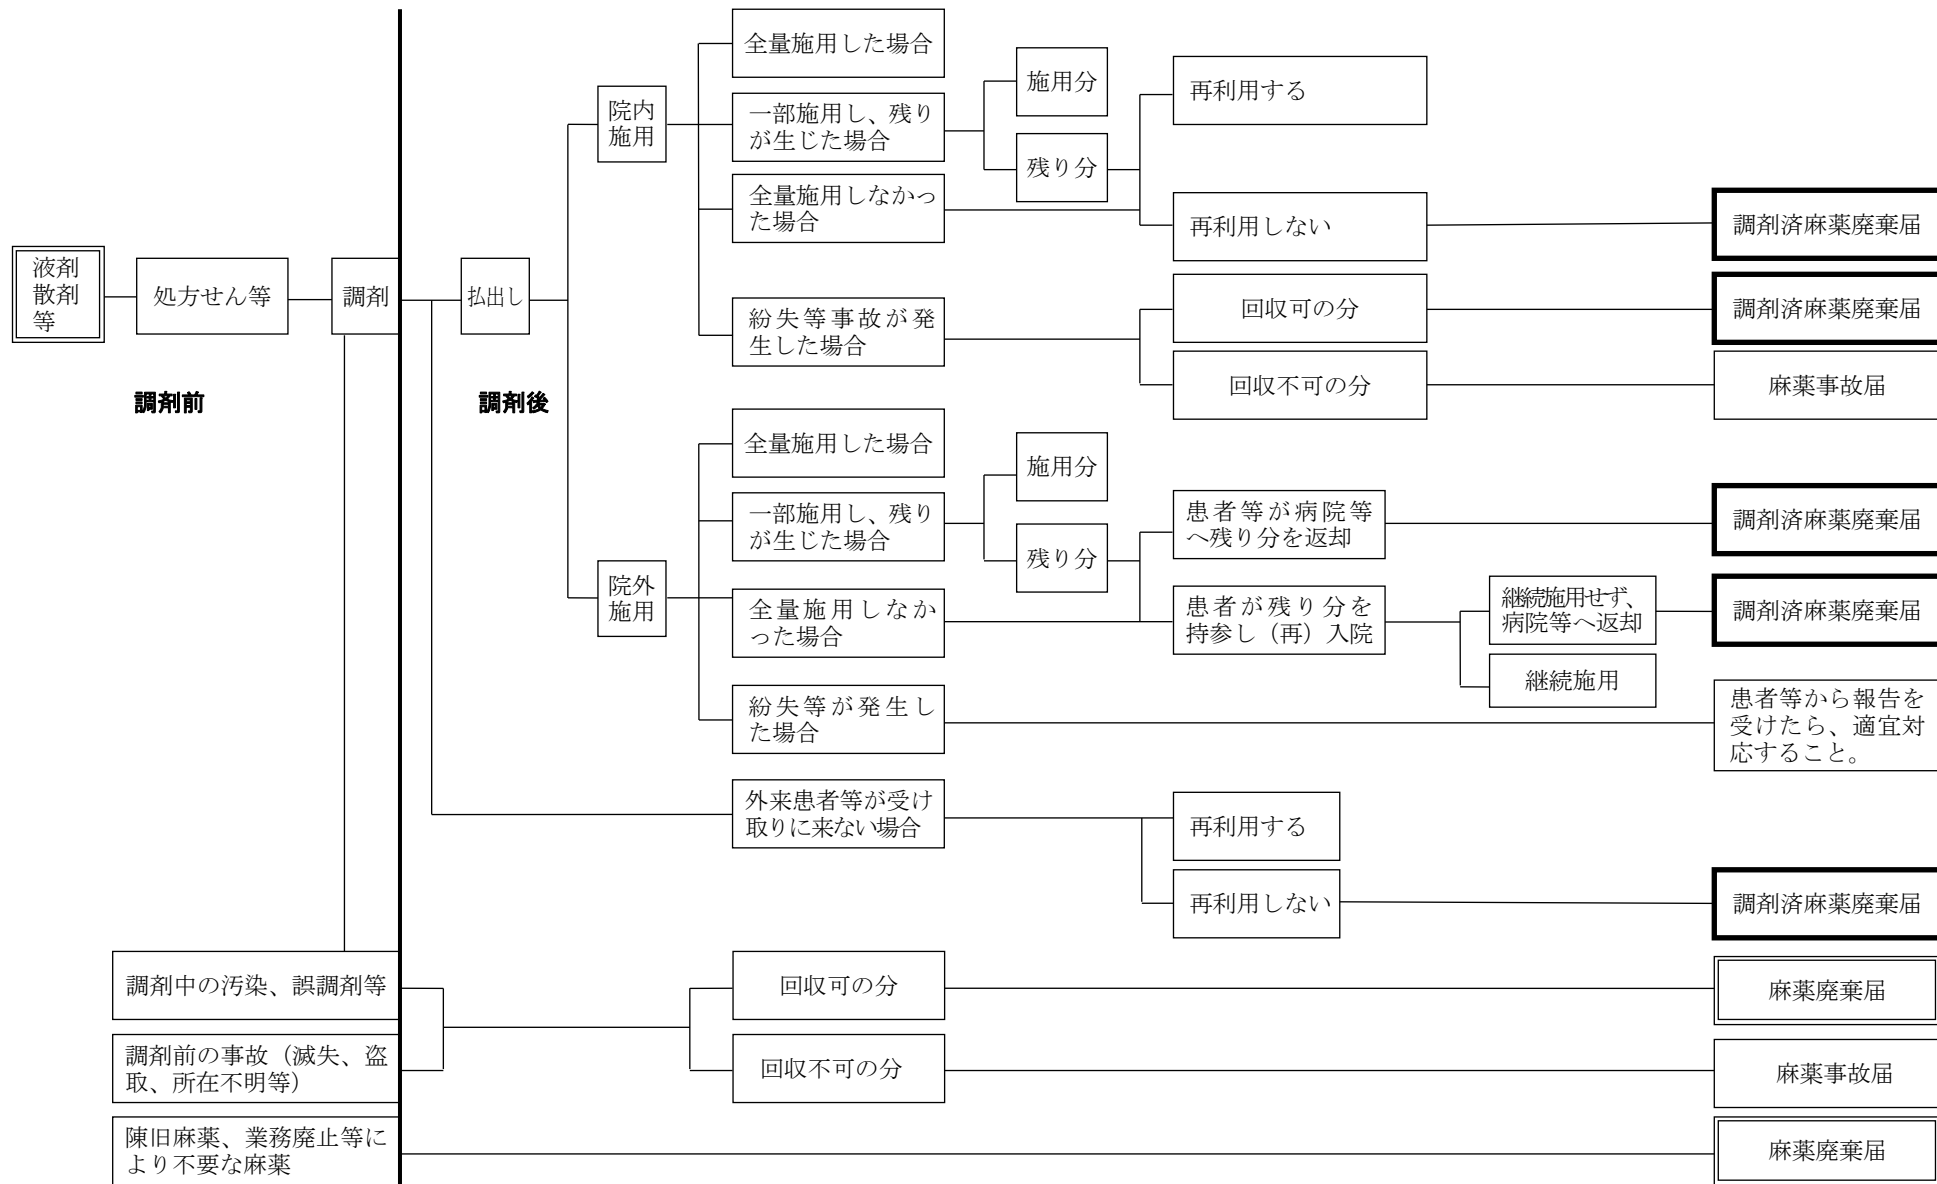 液剤
散剤
等
処方せん等
調剤
払出し
調剤前
調剤後
院内
施用
全量施用した場合
一部施用し、残り
が生じた場合
全量施用しなかっ
た場合
紛失等事故が発
生した場合
施用分
残り分
再利用する
再利用しない
調剤済麻薬廃棄届
回収可の分
調剤済麻薬廃棄届
回収不可の分
麻薬事故届
院外
施用
全量施用した場合
一部施用し、残り
が生じた場合
全量施用しなか
った場合
紛失等が発生し
た場合
施用分
残り分
患者等が病院等
へ残り分を返却
調剤済麻薬廃棄届
患者が残り分を
持参し（再）入院
継続施用せず、
病院等へ返却
調剤済麻薬廃棄届
継続施用
患者等から報告を
受けたら、適宜対
応すること。
外来患者等が受け
取りに来ない場合
再利用する
再利用しない
調剤済麻薬廃棄届
調剤中の汚染、誤調剤等
回収可の分
麻薬廃棄届
調剤前の事故（滅失、盗
取、所在不明等）
回収不可の分
麻薬事故届
陳旧麻薬、業務廃止等に
より不要な麻薬
麻薬廃棄届